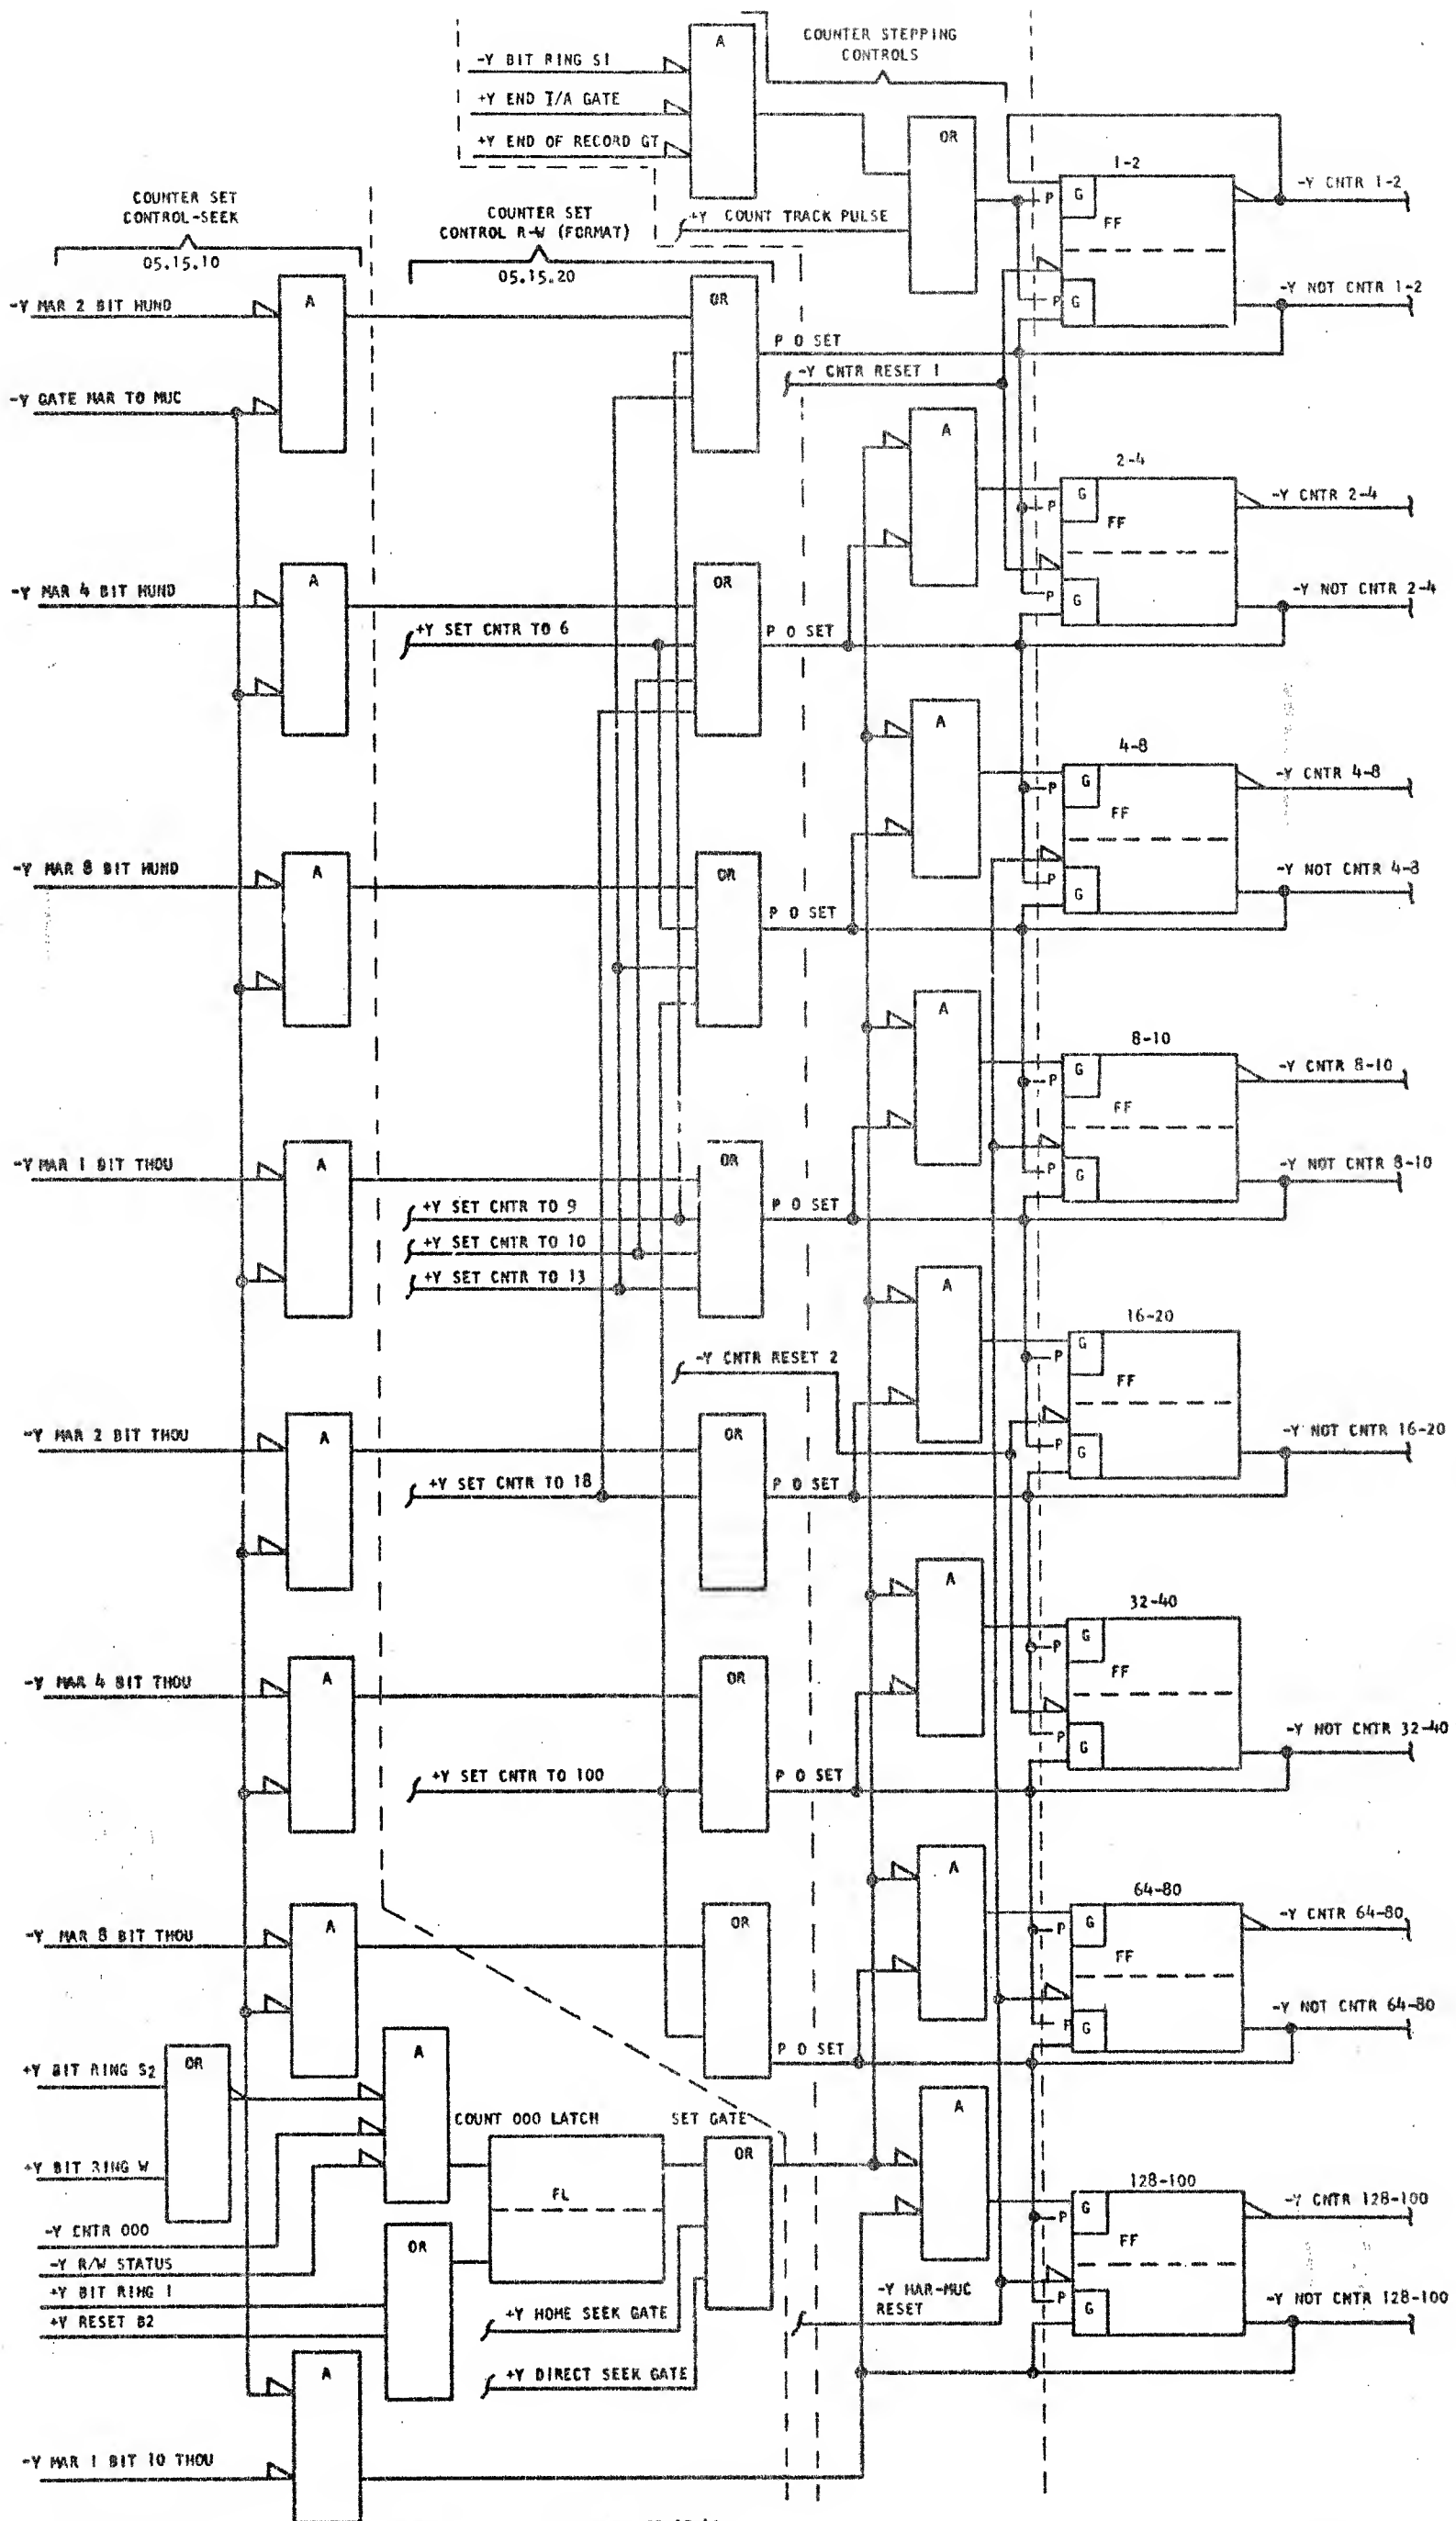 A
COUNTER STEPPING
CONTROLS
-Y BIT RING S1
+Y END I/A GATE
+Y END OF RECORD GT
OR
1-2
G
P
FF
-Y CNTR 1-2
COUNTER SET
CONTROL-SEEK
05.15.10
COUNTER SET
CONTROL R-W (FORMAT)
05.15.20
+Y COUNT TRACK PULSE
P
G
-Y NOT CNTR 1-2
-Y MAR 2 BIT HUND
A
OR
P O SET
-Y CNTR RESET 1
-Y GATE MAR TO MUC
A
2-4
G
P
FF
-Y CNTR 2-4
-Y MAR 4 BIT HUND
A
OR
+Y SET CNTR TO 6
P O SET
P
G
-Y NOT CNTR 2-4
A
4-8
G
P
FF
-Y CNTR 4-8
-Y MAR 8 BIT HUND
A
OR
P O SET
P
G
-Y NOT CNTR 4-8
A
8-10
G
P
FF
-Y CNTR 8-10
-Y MAR 1 BIT THOU
A
OR
+Y SET CNTR TO 9
P O SET
+Y SET CNTR TO 10
+Y SET CNTR TO 13
P
G
-Y NOT CNTR 8-10
A
16-20
G
P
FF
-Y CNTR RESET 2
-Y MAR 2 BIT THOU
A
OR
+Y SET CNTR TO 18
P O SET
P
G
-Y NOT CNTR 16-20
A
32-40
G
P
FF
-Y MAR 4 BIT THOU
A
OR
+Y SET CNTR TO 100
P O SET
P
G
-Y NOT CNTR 32-40
A
64-80
G
P
FF
-Y CNTR 64-80
-Y MAR 8 BIT THOU
A
OR
P O SET
P
G
-Y NOT CNTR 64-80
+Y BIT RING S2
OR
A
COUNT 000 LATCH
SET GATE
OR
A
+Y BIT RING W
FL
128-100
G
P
FF
-Y CNTR 128-100
-Y CNTR 000
-Y R/W STATUS
OR
+Y BIT RING 1
+Y RESET B2
+Y HOME SEEK GATE
-Y MAR-MUC
RESET
P
G
-Y NOT CNTR 128-100
+Y DIRECT SEEK GATE
A
-Y MAR 1 BIT 10 THOU